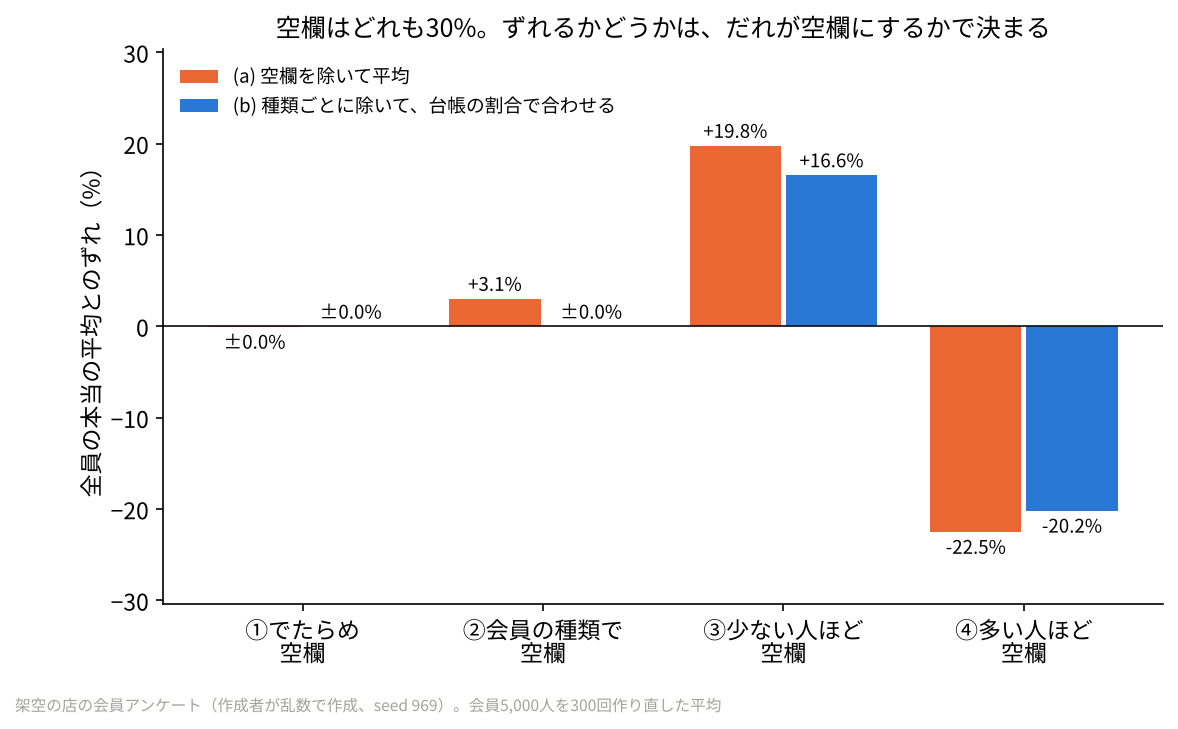 空欄はどれも30%。ずれるかどうかは、だれが空欄にするかで決まる
30
20
10
0
−10
−20
−30
全員の本当の平均とのずれ（%）
(a) 空欄を除いて平均
(b) 種類ごとに除いて、台帳の割合で合わせる
±0.0%
±0.0%
+3.1%
±0.0%
+19.8%
+16.6%
-22.5%
-20.2%
①でたらめ
空欄
②会員の種類で
空欄
③少ない人ほど
空欄
④多い人ほど
空欄
架空の店の会員アンケート（作成者が乱数で作成、seed 969）。会員5,000人を300回作り直した平均